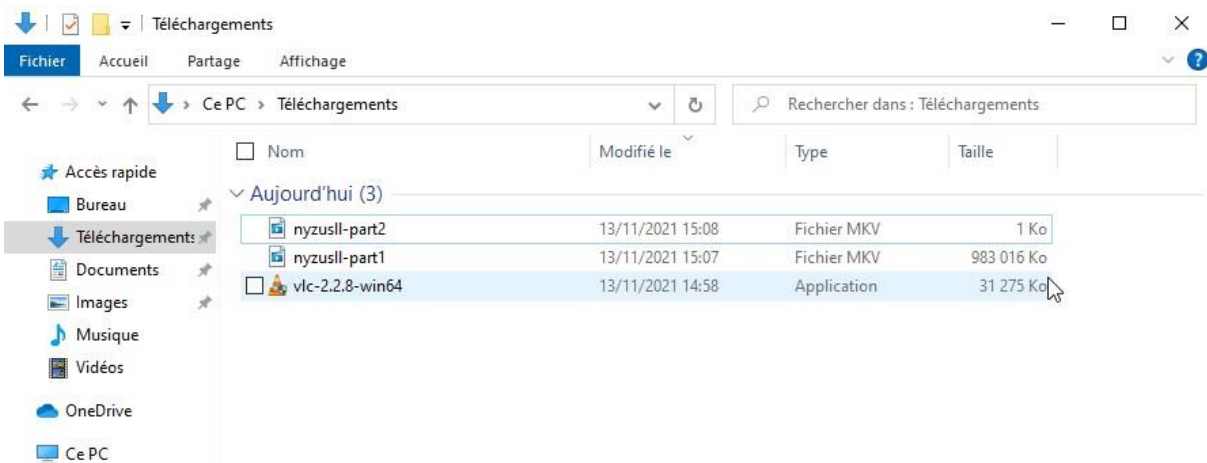 Téléchargements
Fichier Accueil Partage Affichage ?
Ce PC > Téléchargements Rechercher dans : Téléchargements
Nom Modifié le Type Taille
Accès rapide
Aujourd'hui (3)
Bureau
nyzusll-part2 13/11/2021 15:08 Fichier MKV 1 Ko
Téléchargements
nyzusll-part1 13/11/2021 15:07 Fichier MKV 983 016 Ko
Documents
vlc-2.2.8-win64 13/11/2021 14:58 Application 31 275 Ko
Images
Musique
Vidéos
OneDrive
Ce PC